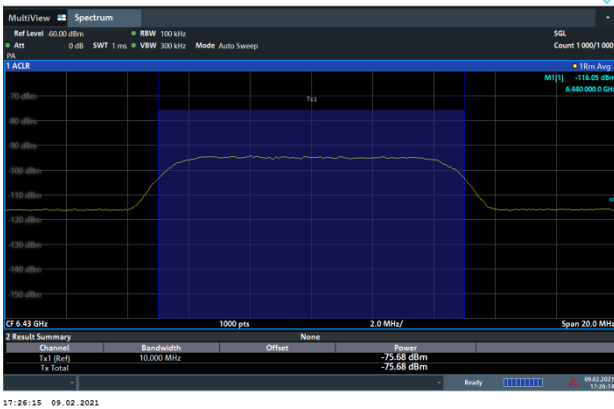 MultiView Spectrum
Ref Level -60.00 dBm RBW 100 kHz SGL
Att 0 dB SWT 1 ms VBW 300 kHz Mode Auto Sweep Count 1000/1000
PA
1 ACLR 1Rm Avg
M1[1] -116.05 dBm
6.440 000 0 GHz
-70 dBm
Tx1
-80 dBm
-90 dBm
-100 dBm
-110 dBm
M
-120 dBm
-130 dBm
-140 dBm
-150 dBm
CF 6.43 GHz 1000 pts 2.0 MHz/ Span 20.0 MHz
2 Result Summary None
Channel Bandwidth Offset Power
Tx1 (Ref) 10.000 MHz -75.68 dBm
Tx Total -75.68 dBm
Ready 09.02.2021
17:26:14
17:26:15 09.02.2021